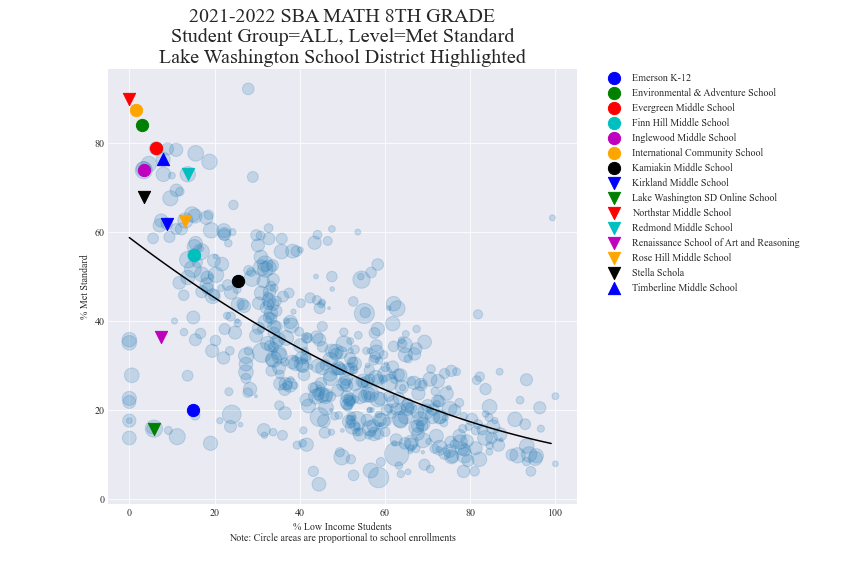 2021-2022 SBA MATH 8TH GRADE
Student Group=ALL, Level=Met Standard
Lake Washington School District Highlighted
% Met Standard
80
60
40
20
0
0 20 40 60 80 100
% Low Income Students
Note: Circle areas are proportional to school enrollments
Emerson K-12
Environmental & Adventure School
Evergreen Middle School
Finn Hill Middle School
Inglewood Middle School
International Community School
Kamiakin Middle School
Kirkland Middle School
Lake Washington SD Online School
Northstar Middle School
Redmond Middle School
Renaissance School of Art and Reasoning
Rose Hill Middle School
Stella Schola
Timberline Middle School